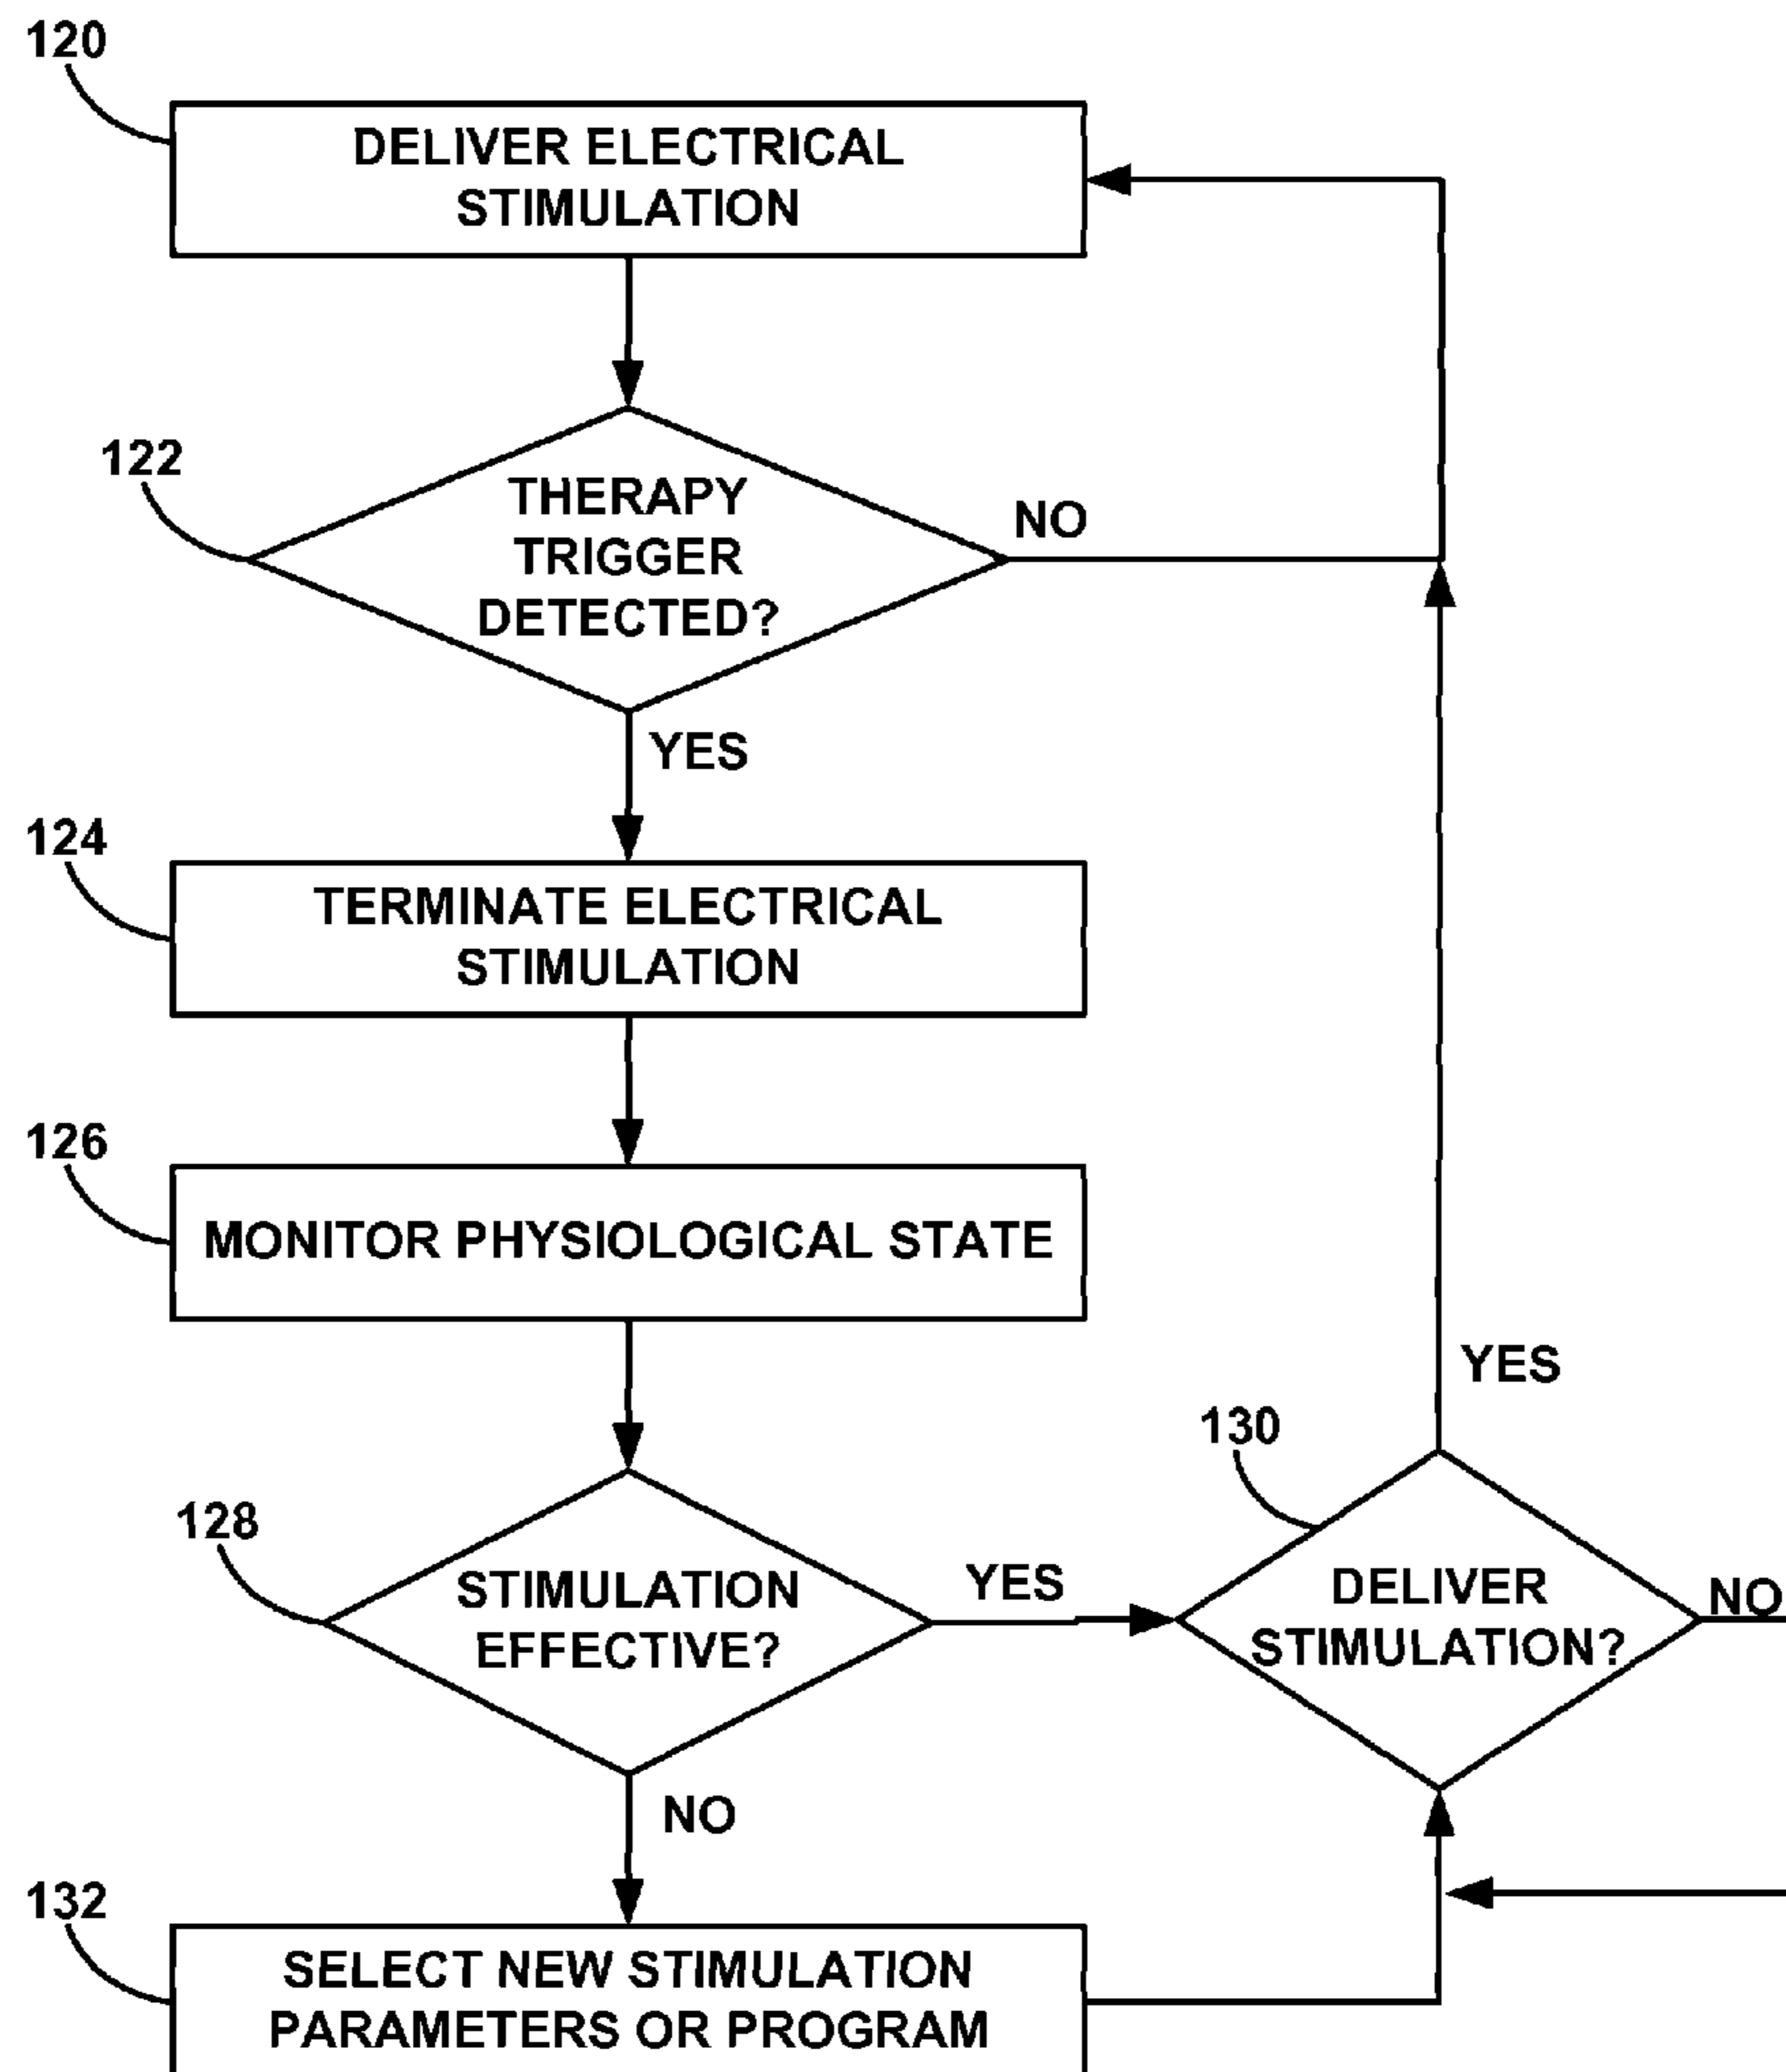 120
DELIVER ELECTRICAL
STIMULATION
122
THERAPY
TRIGGER
DETECTED?
NO
YES
124
TERMINATE ELECTRICAL
STIMULATION
126
MONITOR PHYSIOLOGICAL STATE
YES
130
128
STIMULATION
EFFECTIVE?
YES
DELIVER
STIMULATION?
NO
NO
132
SELECT NEW STIMULATION
PARAMETERS OR PROGRAM